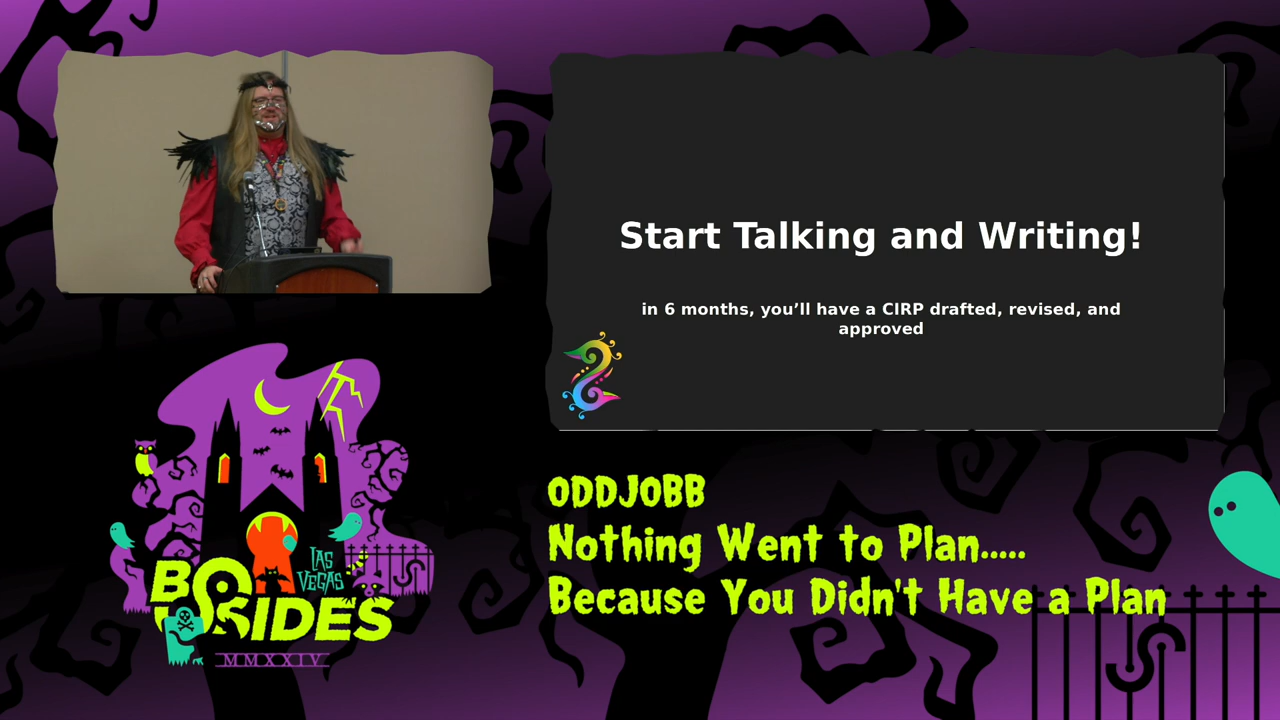 Start Talking and Writing!
in 6 months, you’ll have a CIRP drafted, revised, and
approved
ODDJOBB
Nothing Went to Plan.....
Because You Didn't Have a Plan
LAS
VEGAS
BSIDES
MMXXIV